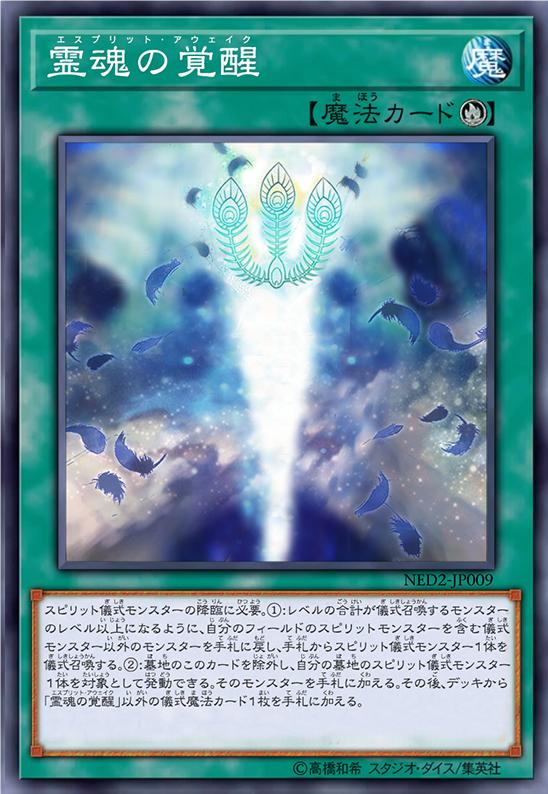 エスプリット・アウェイク
霊魂の覚醒
魔
まほう
【魔法カード】
NED2-JP009
スピリット儀式モンスターの降臨に必要。①:レベルの合計が儀式召喚するモンスター
のレベル以上になるように、自分のフィールドのスピリットモンスターを含む儀式
モンスター以外のモンスターを手札に戻し、手札からスピリット儀式モンスター1体を
儀式召喚する。②:墓地のこのカードを除外し、自分の墓地のスピリット儀式モンスター
1体を対象として発動できる。そのモンスターを手札に加える。その後、デッキから
「霊魂の覚醒」以外の儀式魔法カード1枚を手札に加える。
©高橋和希 スタジオ・ダイス/集英社